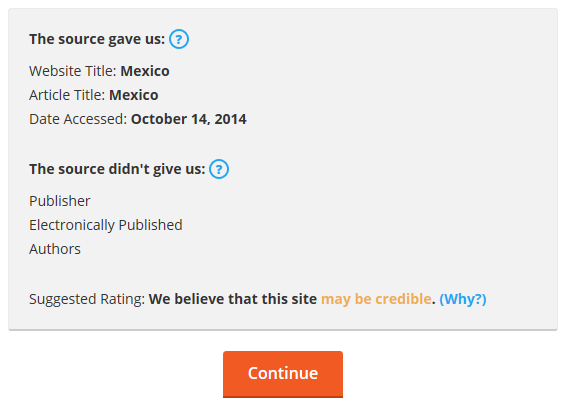 The source gave us: ?
Website Title: Mexico
Article Title: Mexico
Date Accessed: October 14, 2014
The source didn't give us: ?
Publisher
Electronically Published
Authors
Suggested Rating: We believe that this site may be credible. (Why?)
Continue